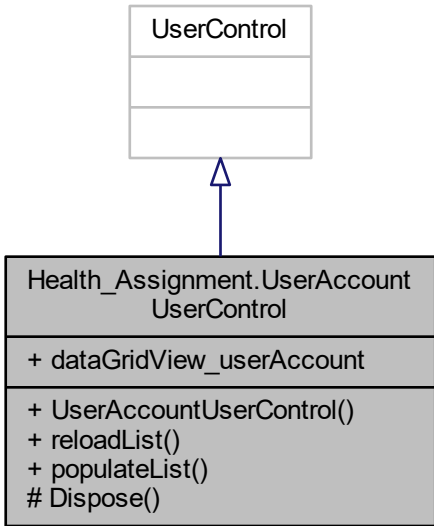 UserControl
Health_Assignment.UserAccount
UserControl
+ dataGridView_userAccount
+ UserAccountUserControl()
+ reloadList()
+ populateList()
# Dispose()